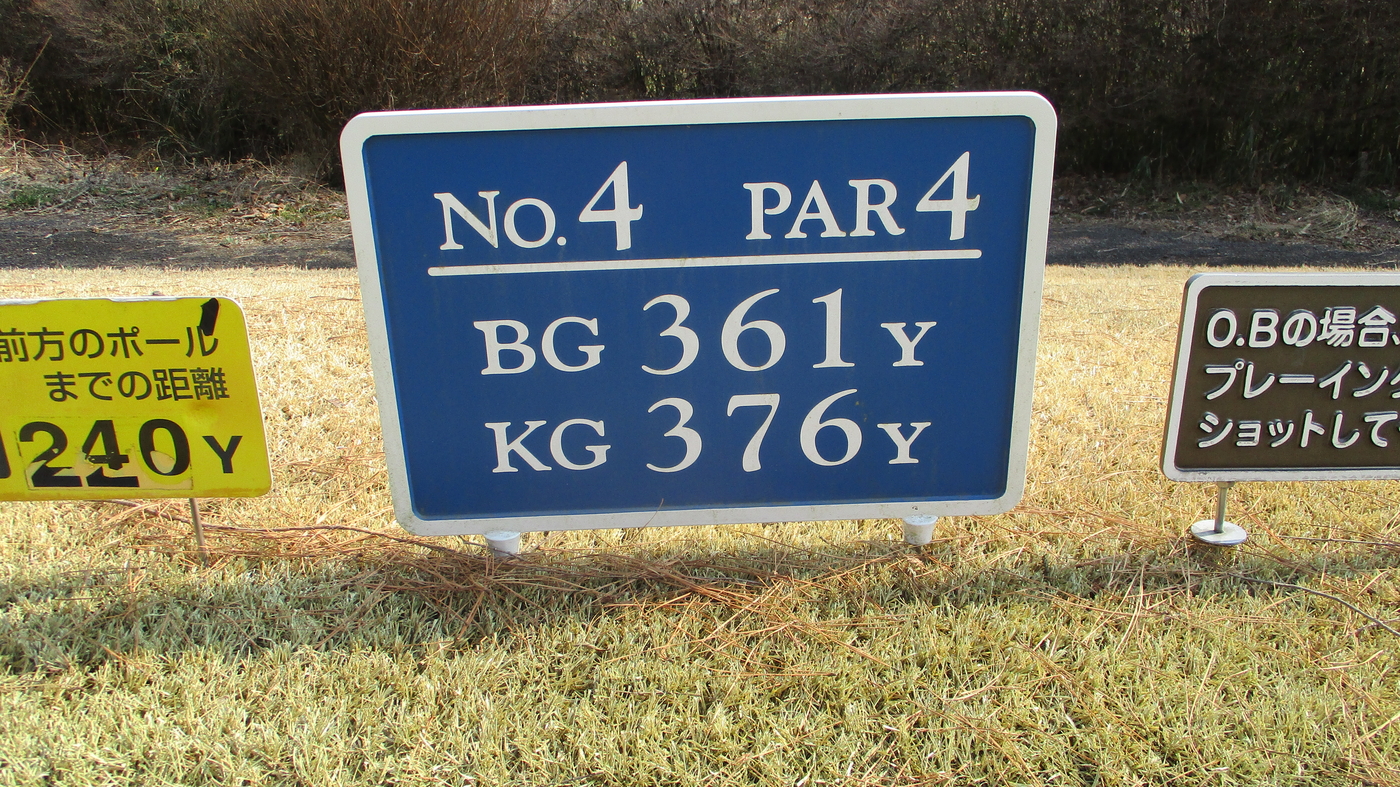 前方のポール
までの距離
240Y
No.4 PAR4
BG 361Y
KG 376Y
O.Bの場合、
プレーイング
ショットして